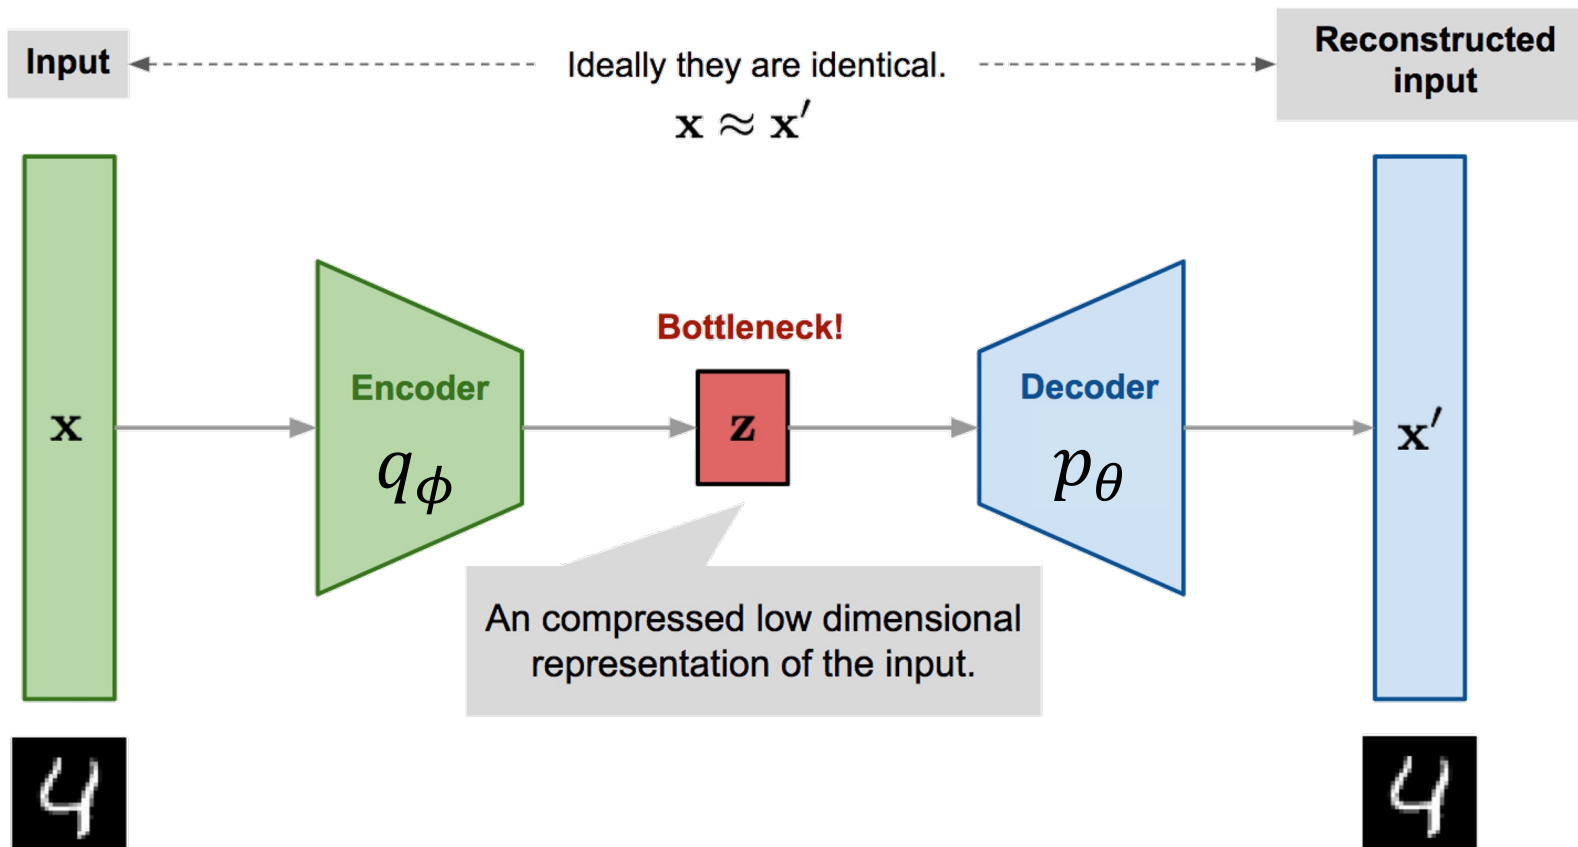 Input
Ideally they are identical.
x ≈ x′
Reconstructed
input
Bottleneck!
Encoder
Decoder
x
z
x′
qϕ
pθ
An compressed low dimensional
representation of the input.
4
4